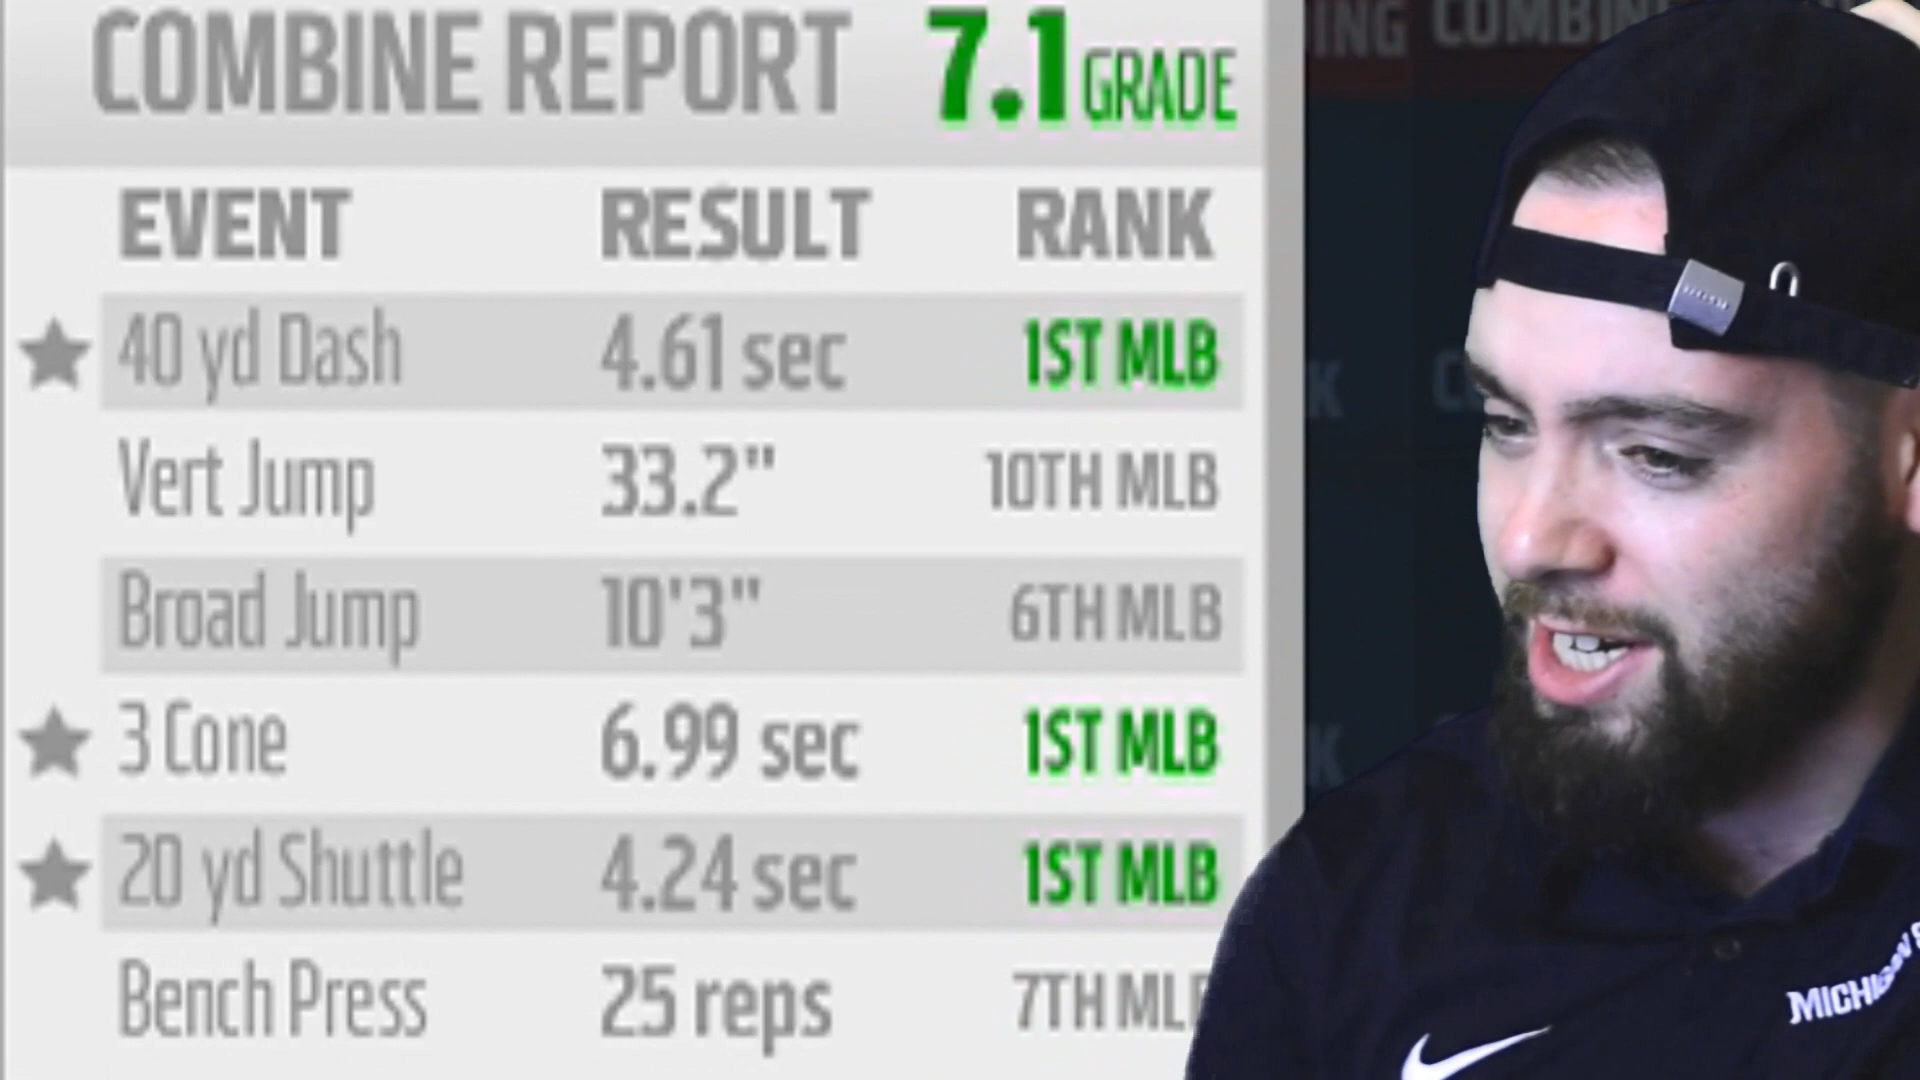 COMBINE REPORT 7.1 GRADE
EVENT RESULT RANK
40 yd Dash 4.61 sec 1ST MLB
Vert Jump 33.2" 10TH MLB
Broad Jump 10'3" 6TH MLB
3 Cone 6.99 sec 1ST MLB
20 yd Shuttle 4.24 sec 1ST MLB
Bench Press 25 reps 7TH